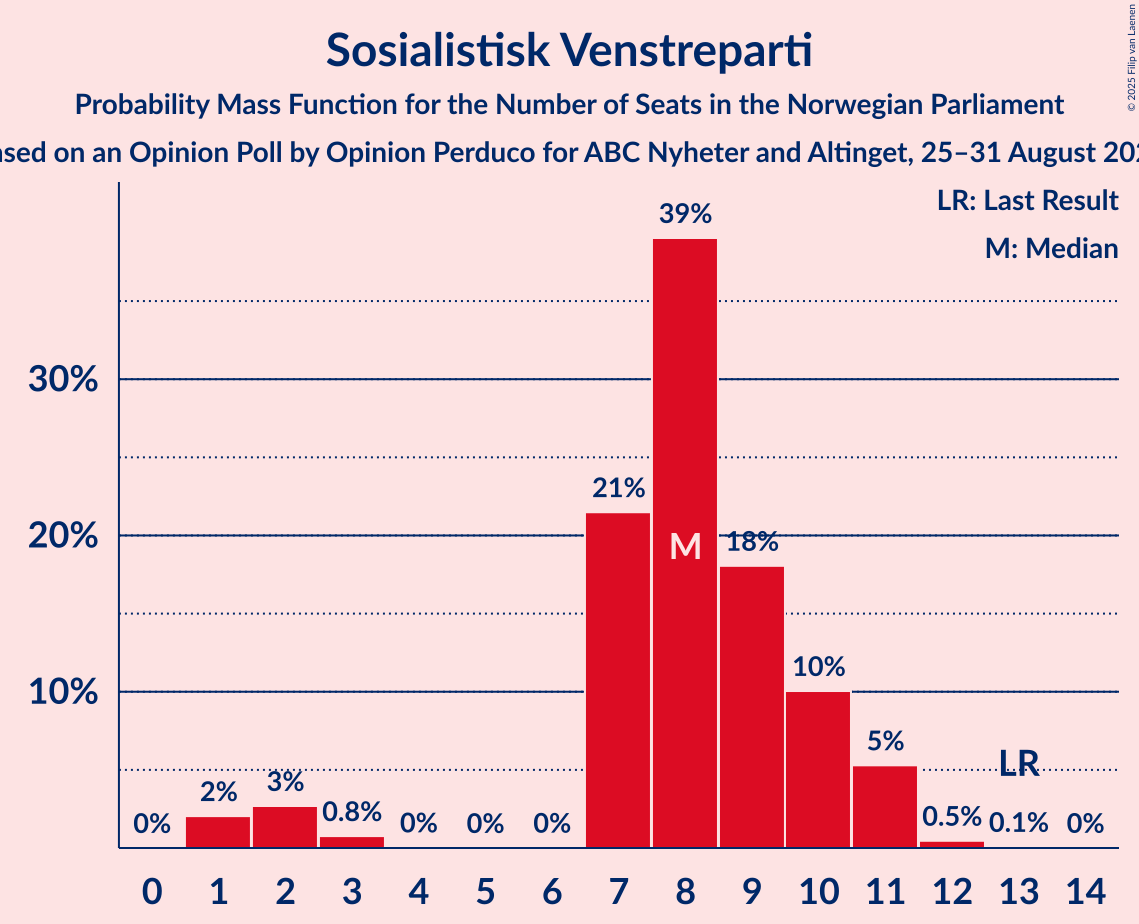 Sosialistisk Venstreparti
Probability Mass Function for the Number of Seats in the Norwegian Parliament
on an Opinion Poll by Opinion Perduco for ABC Nyheter and Altinget, 25–31 August
© 2025 Filip van Laenen
LR: Last Result
M: Median
39%
30%
21%
20%
M
18%
10%
10%
5%
LR
0%
2%
3%
0.8%
0%
0%
0%
0.5%
0.1%
0%
0 1 2 3 4 5 6 7 8 9 10 11 12 13 14